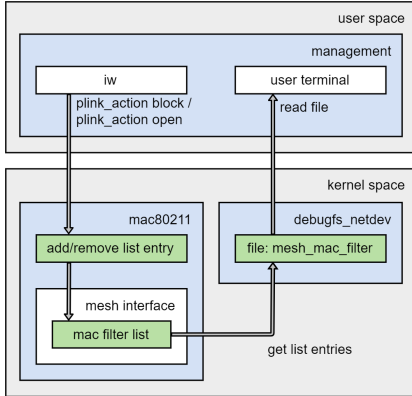 user space
management
iw
user terminal
plink_action block /
plink_action open
read file
kernel space
mac80211
debugfs_netdev
add/remove list entry
file: mesh_mac_filter
mesh interface
mac filter list
get list entries